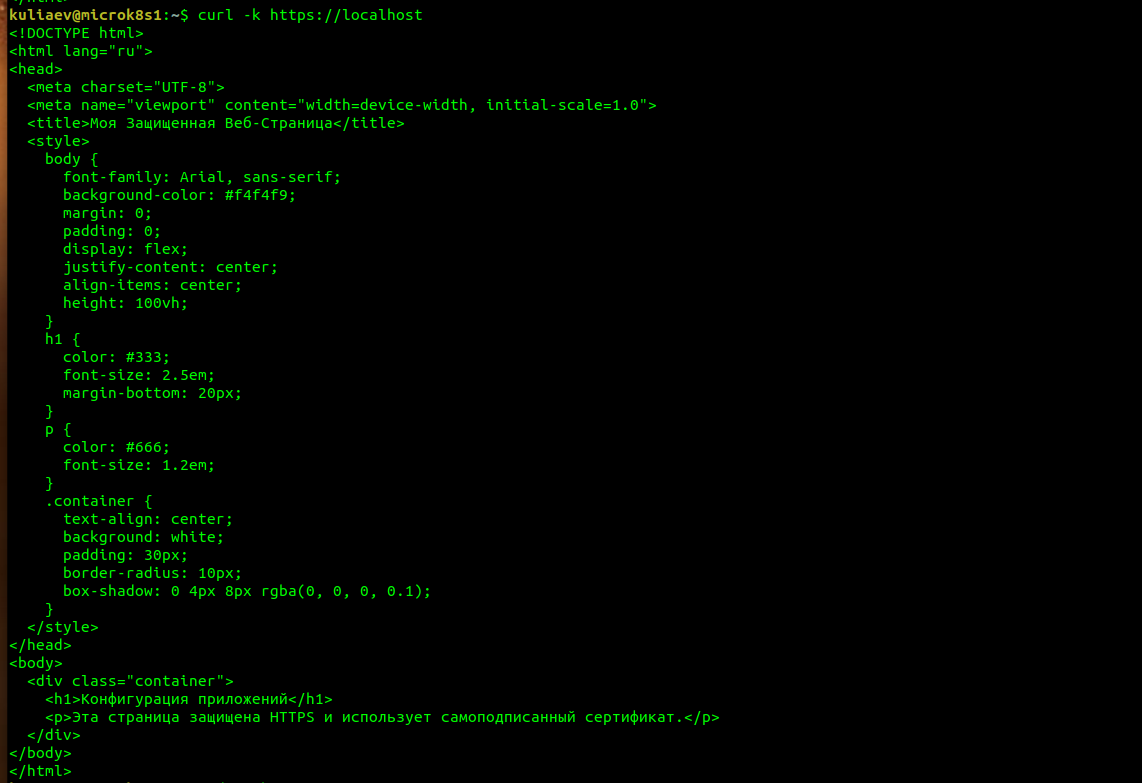 kuliaev@microk8s1:~$ curl -k https://localhost
<!DOCTYPE html>
<html lang="ru">
<head>
  <meta charset="UTF-8">
  <meta name="viewport" content="width=device-width, initial-scale=1.0">
  <title>Моя Защищенная Веб-Страница</title>
  <style>
    body {
      font-family: Arial, sans-serif;
      background-color: #f4f4f9;
      margin: 0;
      padding: 0;
      display: flex;
      justify-content: center;
      align-items: center;
      height: 100vh;
    }
    h1 {
      color: #333;
      font-size: 2.5em;
      margin-bottom: 20px;
    }
    p {
      color: #666;
      font-size: 1.2em;
    }
    .container {
      text-align: center;
      background: white;
      padding: 30px;
      border-radius: 10px;
      box-shadow: 0 4px 8px rgba(0, 0, 0, 0.1);
    }
  </style>
</head>
<body>
  <div class="container">
    <h1>Конфигурация приложений</h1>
    <p>Эта страница защищена HTTPS и использует самоподписанный сертификат.</p>
  </div>
</body>
</html>